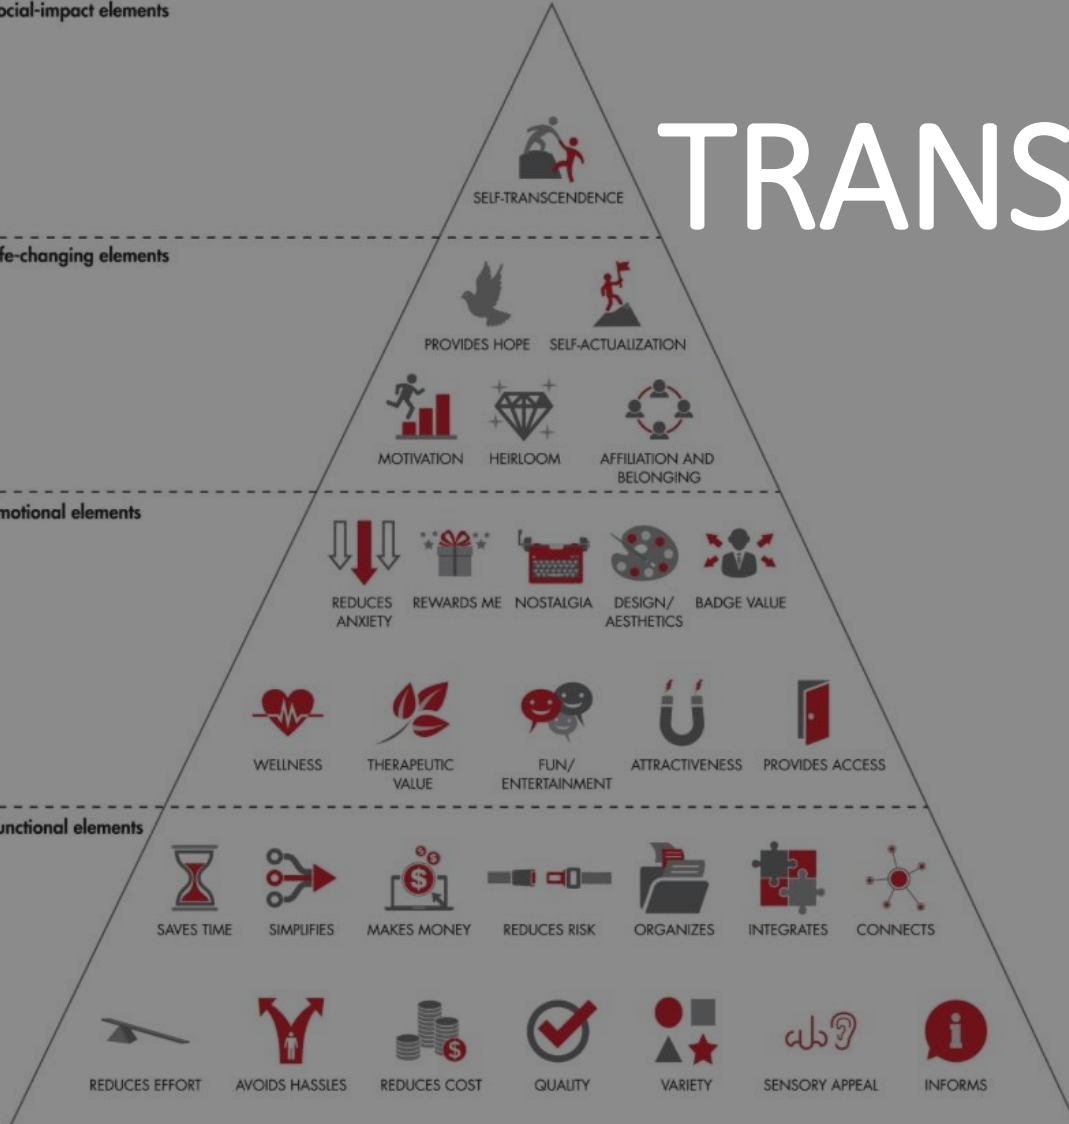 ocial-impact elements
TRANS
SELF-TRANSCENDENCE
fe-changing elements
PROVIDES HOPE SELF-ACTUALIZATION
MOTIVATION HEIRLOOM AFFILIATION AND
BELONGING
motional elements
REDUCES REWARDS ME NOSTALGIA DESIGN/ BADGE VALUE
ANXIETY AESTHETICS
WELLNESS THERAPEUTIC FUN/ ATTRACTIVENESS PROVIDES ACCESS
VALUE ENTERTAINMENT
unctional elements
SAVES TIME SIMPLIFIES MAKES MONEY REDUCES RISK ORGANIZES INTEGRATES CONNECTS
REDUCES EFFORT AVOIDS HASSLES REDUCES COST QUALITY VARIETY SENSORY APPEAL INFORMS